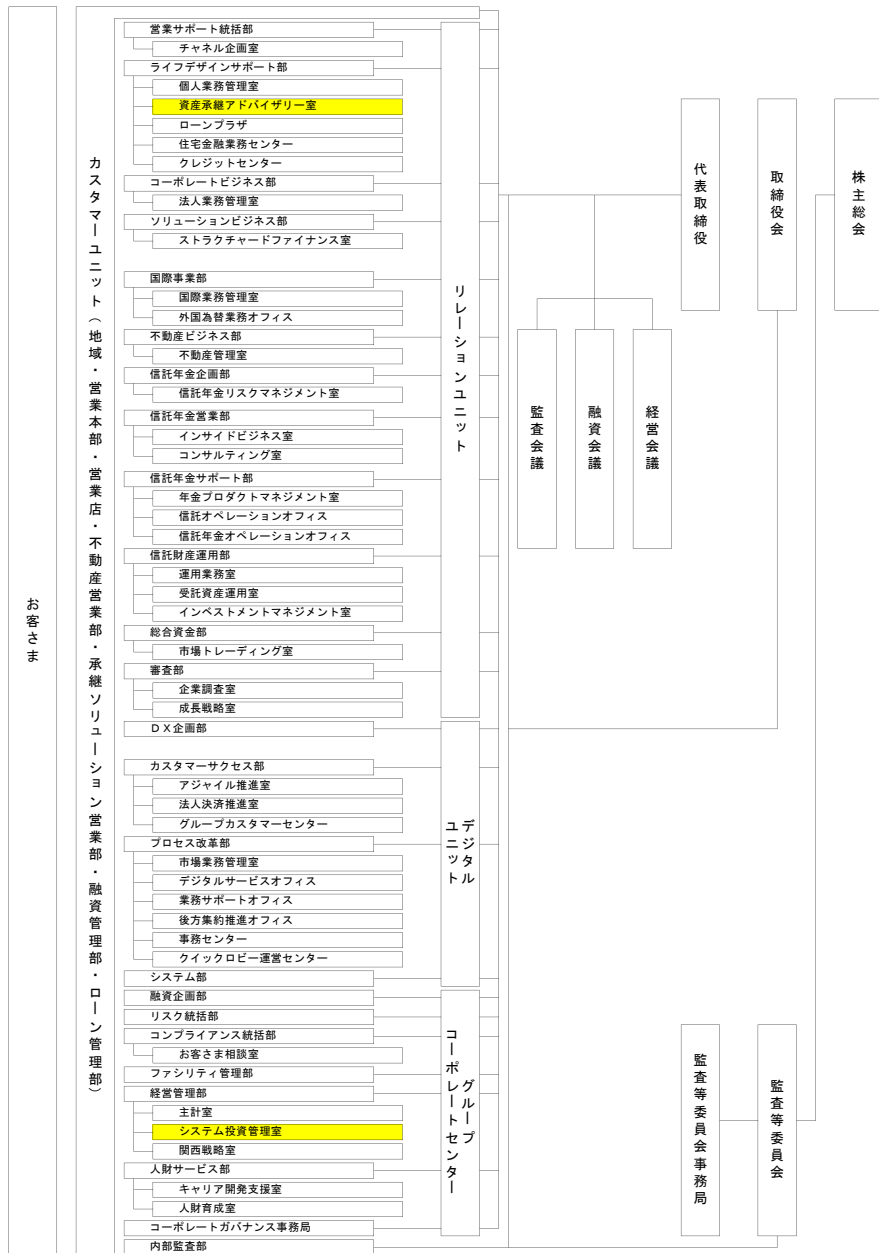 お客さま
カスタマーユニット（地域・営業本部・営業店・不動産営業部・承継ソリューション営業部・融資管理部・ローン管理部）
営業サポート統括部
チャネル企画室
ライフデザインサポート部
個人業務管理室
資産承継アドバイザリー室
ローンプラザ
住宅金融業務センター
クレジットセンター
コーポレートビジネス部
法人業務管理室
ソリューションビジネス部
ストラクチャードファイナンス室
国際事業部
国際業務管理室
外国為替業務オフィス
不動産ビジネス部
不動産管理室
信託年金企画部
信託年金リスクマネジメント室
信託年金営業部
インサイドビジネス室
コンサルティング室
信託年金サポート部
年金プロダクトマネジメント室
信託オペレーションオフィス
信託年金オペレーションオフィス
信託財産運用部
運用業務室
受託資産運用室
インベストメントマネジメント室
総合資金部
市場トレーディング室
審査部
企業調査室
成長戦略室
ＤＸ企画部
カスタマーサクセス部
アジャイル推進室
法人決済推進室
グループカスタマーセンター
プロセス改革部
市場業務管理室
デジタルサービスオフィス
業務サポートオフィス
後方集約推進オフィス
事務センター
クイックロビー運営センター
システム部
融資企画部
リスク統括部
コンプライアンス統括部
お客さま相談室
ファシリティ管理部
経営管理部
主計室
システム投資管理室
関西戦略室
人財サービス部
キャリア開発支援室
人財育成室
コーポレートガバナンス事務局
内部監査部
リレーションユニット
デジタル
ユニット
グループ
コーポレートセンター
監査会議
融資会議
経営会議
代表取締役
取締役会
株主総会
監査等委員会事務局
監査等委員会